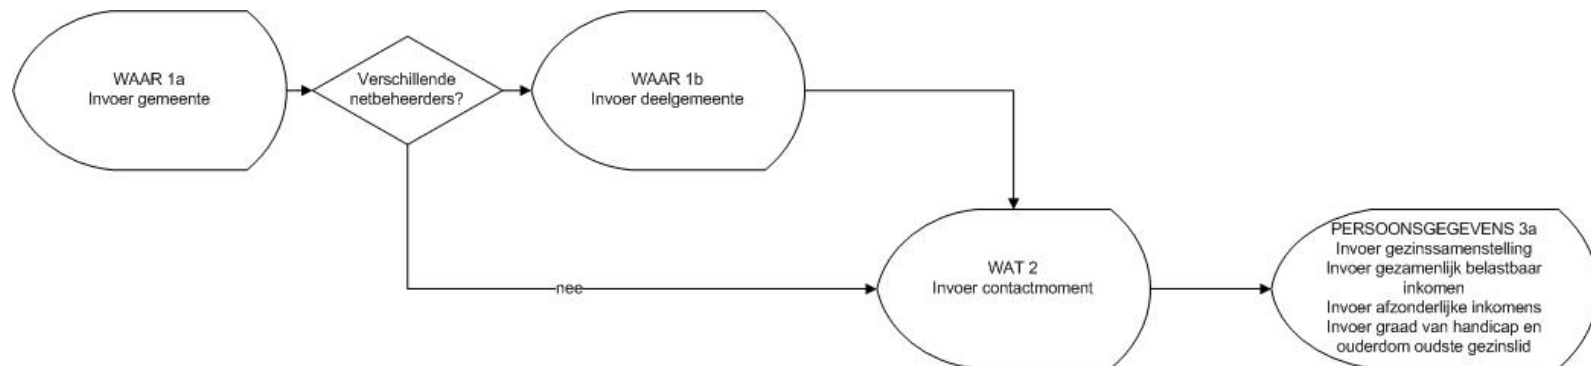 WAAR 1a
Invoer gemeente
Verschillende
netbeheerders?
WAAR 1b
Invoer deelgemeente
nee
WAT 2
Invoer contactmoment
PERSOONSGEGEVENS 3a
Invoer gezinssamenstelling
Invoer gezamenlijk belastbaar
inkomen
Invoer afzonderlijke inkomens
Invoer graad van handicap en
ouderdom oudste gezinslid